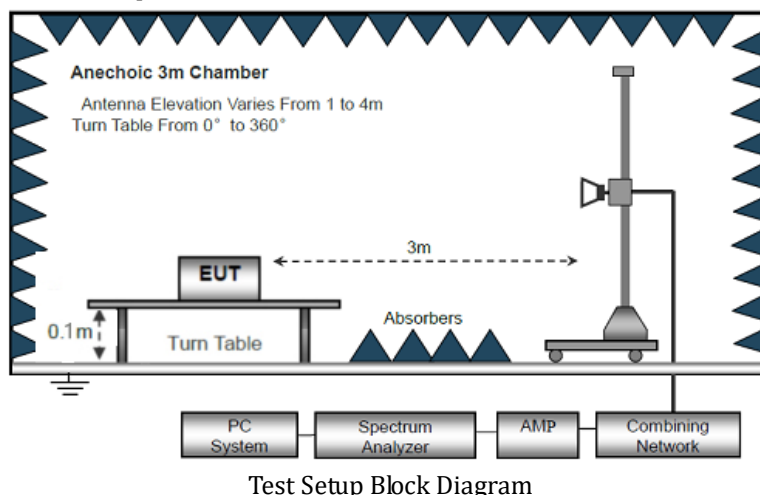 Anechoic 3m Chamber
Antenna Elevation Varies From 1 to 4m
Turn Table From 0° to 360°
3m
EUT
Absorbers
0.1m
Turn Table
PC
System
Spectrum
Analyzer
AMP
Combining
Network
Test Setup Block Diagram